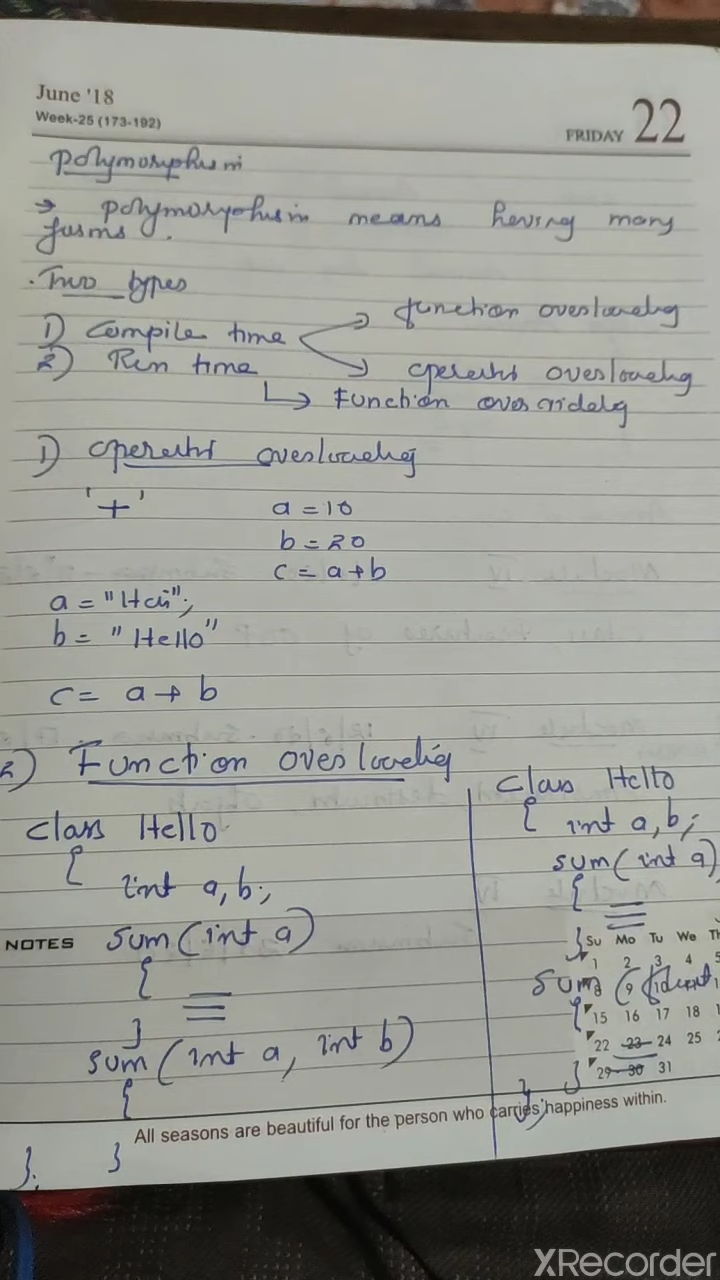 June '18
Week-25 (173-192)
FRIDAY 22
Polymorphism
→ Polymorphism means having many
forms.
. Two types
1) Compile time → function overloading
→ operator overloading
2) Run time
↳ Function overriding
1) operator overloading
'+' a = 10
b = 20
c = a + b
a = "Hai";
b = "Hello"
c = a + b
2) Function overloading
class Hello
{
int a, b;
sum (int a)
{
}
sum (int a, int b)
{
}
}.
class Hello
{ int a, b;
sum (int a)
{
}
sum (
{
}
}
NOTES
Su Mo Tu We Th
1 2 3 4 5
9
15 16 17 18
22 23 24 25
29 30 31
All seasons are beautiful for the person who carries happiness within.
XRecorder